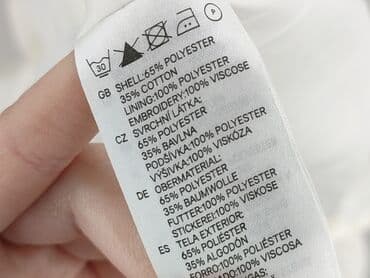 30
P
GB SHELL:65% POLYESTER
35% COTTON
LINING:100% POLYESTER
EMBROIDERY:100% VISCOSE
CZ SVRCHNÍ LÁTKA:
65% POLYESTER
35% BAVLNA
PODŠÍVKA:100% POLYESTER
VÝŠIVKA:100% VISKÓZA
DE OBERMATERIAL:
65% POLYESTER
35% BAUMWOLLE
FUTTER:100% POLYESTER
STICKEREI:100% VISKOSE
ES TELA EXTERIOR:
65% POLIÉSTER
35% ALGODÓN
FORRO:100% POLIÉSTER
100% VISCOSA